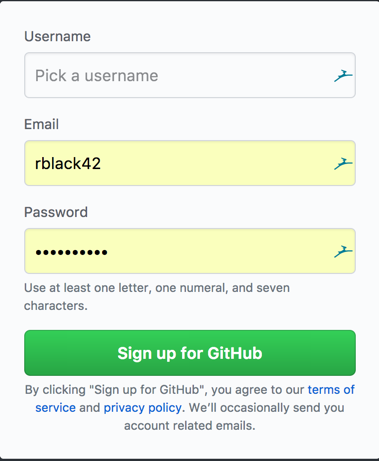 Username
Pick a username
Email
rblack42
Password
••••••••••
Use at least one letter, one numeral, and seven
characters.
Sign up for GitHub
By clicking "Sign up for GitHub", you agree to our terms of
service and privacy policy. We’ll occasionally send you
account related emails.